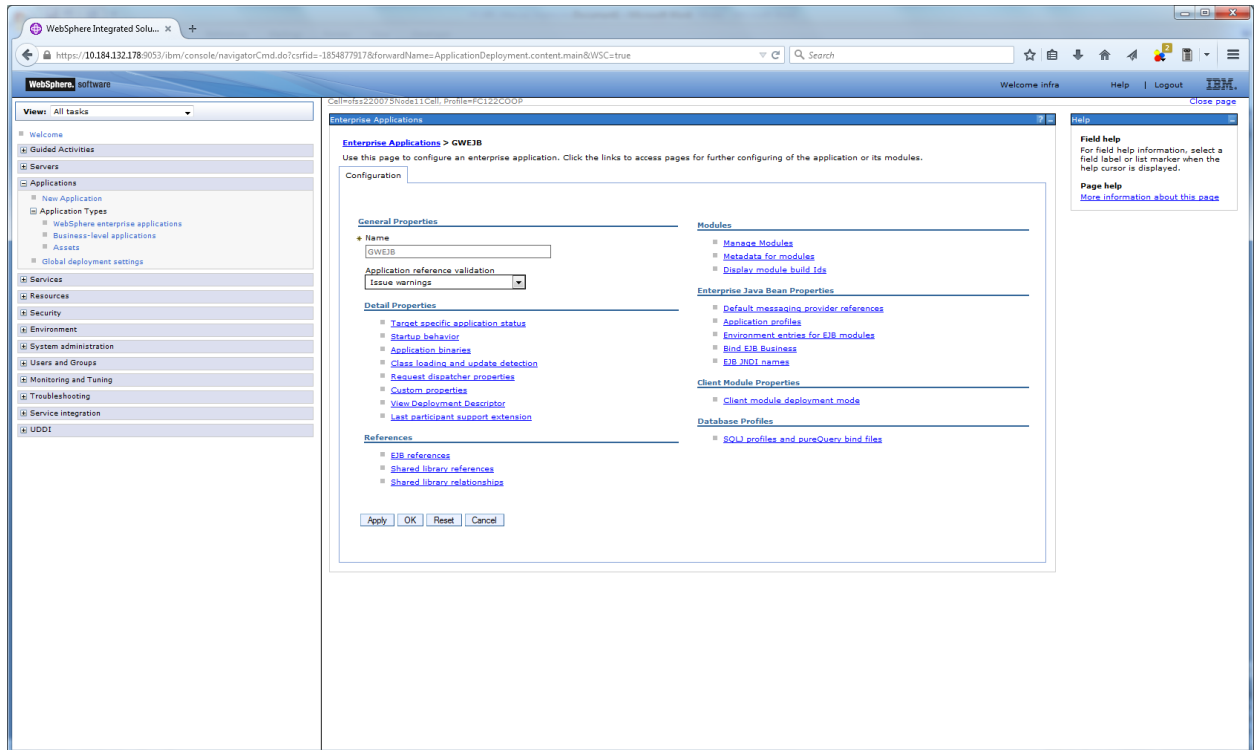 WebSphere Integrated Solu... × +
https://10.184.132.178:9053/ibm/console/navigatorCmd.do?csrfid=-1854877917&forwardName=ApplicationDeployment.content.main&WSC=true
Search
2
WebSphere. software
Welcome infra
Help | Logout
IBM.
View: All tasks
Welcome
Guided Activities
Servers
Applications
New Application
Application Types
WebSphere enterprise applications
Business-level applications
Assets
Global deployment settings
Services
Resources
Security
Environment
System administration
Users and Groups
Monitoring and Tuning
Troubleshooting
Service integration
UDDI
Cell=ofss220075Node11Cell, Profile=FC122COOP
Close page
Enterprise Applications
?
Enterprise Applications > GWEJB
Use this page to configure an enterprise application. Click the links to access pages for further configuring of the application or its modules.
Configuration
General Properties
Name
GWEJB
Application reference validation
Issue warnings
Detail Properties
Target specific application status
Startup behavior
Application binaries
Class loading and update detection
Request dispatcher properties
Custom properties
View Deployment Descriptor
Last participant support extension
References
EJB references
Shared library references
Shared library relationships
Apply OK Reset Cancel
Modules
Manage Modules
Metadata for modules
Display module build Ids
Enterprise Java Bean Properties
Default messaging provider references
Application profiles
Environment entries for EJB modules
Bind EJB Business
EJB JNDI names
Client Module Properties
Client module deployment mode
Database Profiles
SQLJ profiles and pureQuery bind files
Help
Field help
For field help information, select a
field label or list marker when the
help cursor is displayed.
Page help
More information about this page